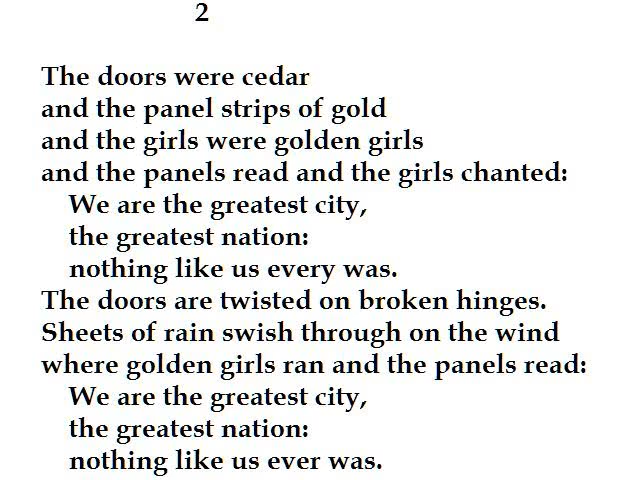 2
The doors were cedar
and the panel strips of gold
and the girls were golden girls
and the panels read and the girls chanted:
We are the greatest city,
the greatest nation:
nothing like us every was.
The doors are twisted on broken hinges.
Sheets of rain swish through on the wind
where golden girls ran and the panels read:
We are the greatest city,
the greatest nation:
nothing like us ever was.